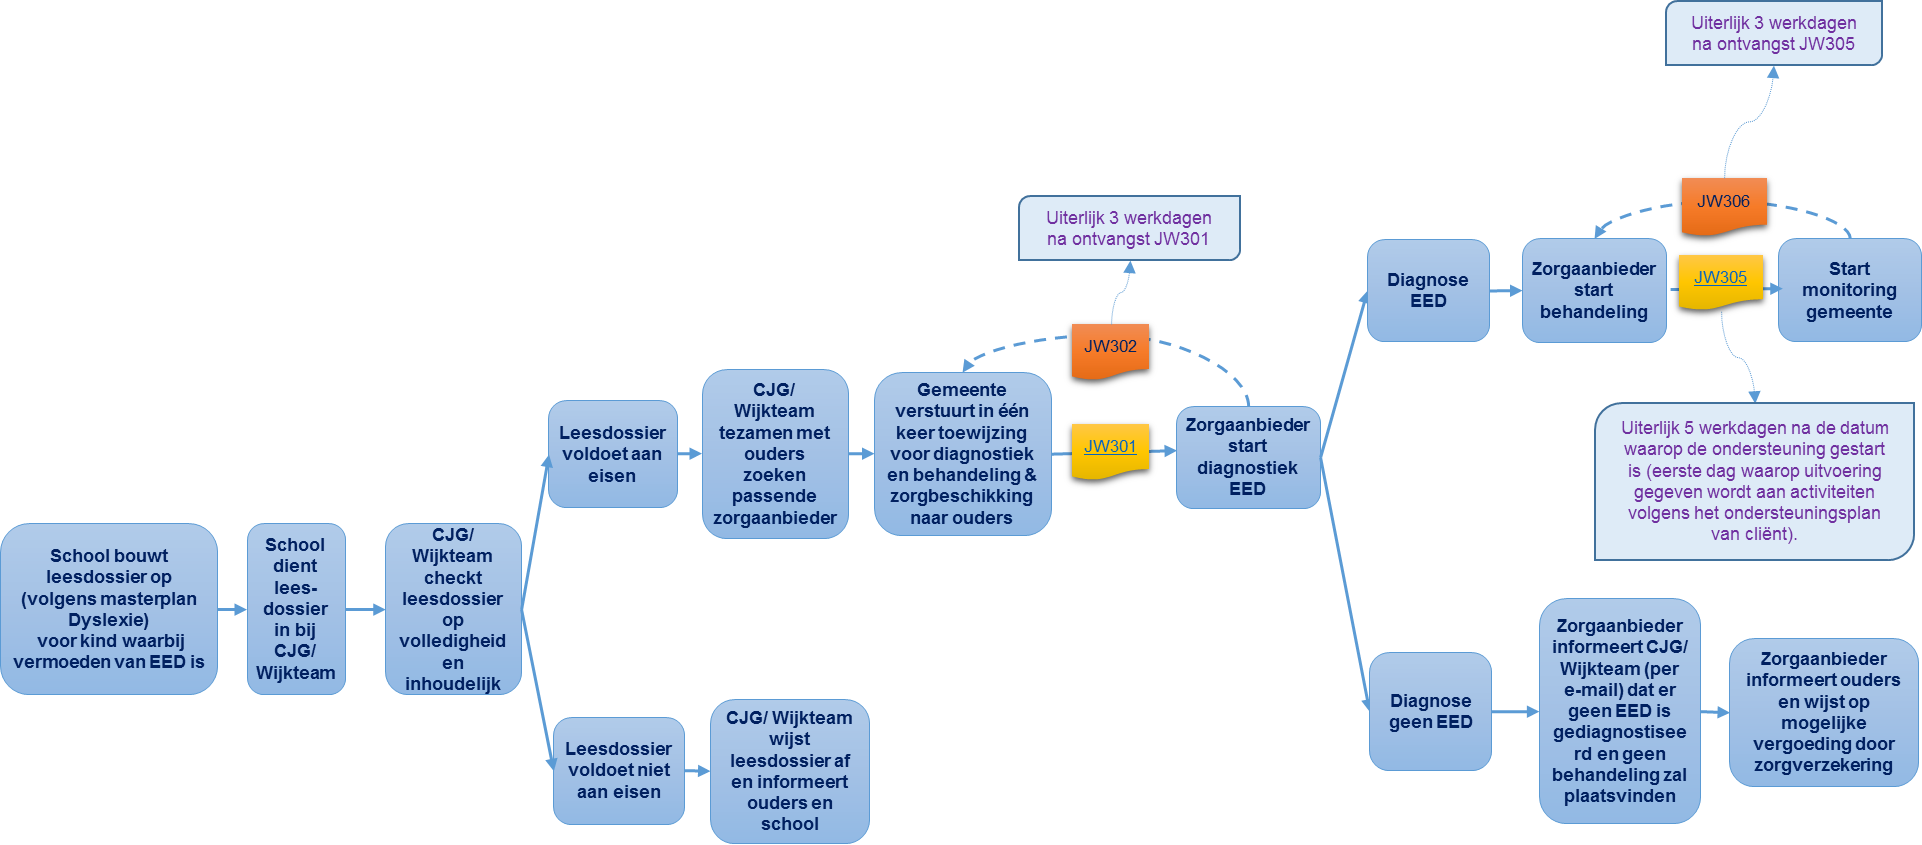 School bouwt
leesdossier op
(volgens masterplan
Dyslexie)
voor kind waarbij
vermoeden van EED is
School
dient
lees-
dossier
in bij
CJG/
Wijkteam
CJG/
Wijkteam
checkt
leesdossier
op
volledigheid
en
inhoudelijk
Leesdossier
voldoet aan
eisen
CJG/
Wijkteam
tezamen met
ouders
zoeken
passende
zorgaanbieder
Gemeente
verstuurt in één
keer toewijzing
voor diagnostiek
en behandeling &
zorgbeschikking
naar ouders
JW301
JW302
Uiterlijk 3 werkdagen
na ontvangst JW301
Zorgaanbieder
start
diagnostiek
EED
Leesdossier
voldoet niet
aan eisen
CJG/ Wijkteam
wijst
leesdossier af
en informeert
ouders en
school
Diagnose
EED
Zorgaanbieder
start
behandeling
JW305
JW306
Uiterlijk 3 werkdagen
na ontvangst JW305
Start
monitoring
gemeente
Uiterlijk 5 werkdagen na de datum
waarop de ondersteuning gestart
is (eerste dag waarop uitvoering
gegeven wordt aan activiteiten
volgens het ondersteuningsplan
van cliënt).
Diagnose
geen EED
Zorgaanbieder
informeert CJG/
Wijkteam (per
e-mail) dat er
geen EED is
gediagnostisee
rd en geen
behandeling zal
plaatsvinden
Zorgaanbieder
informeert ouders
en wijst op
mogelijke
vergoeding door
zorgverzekering